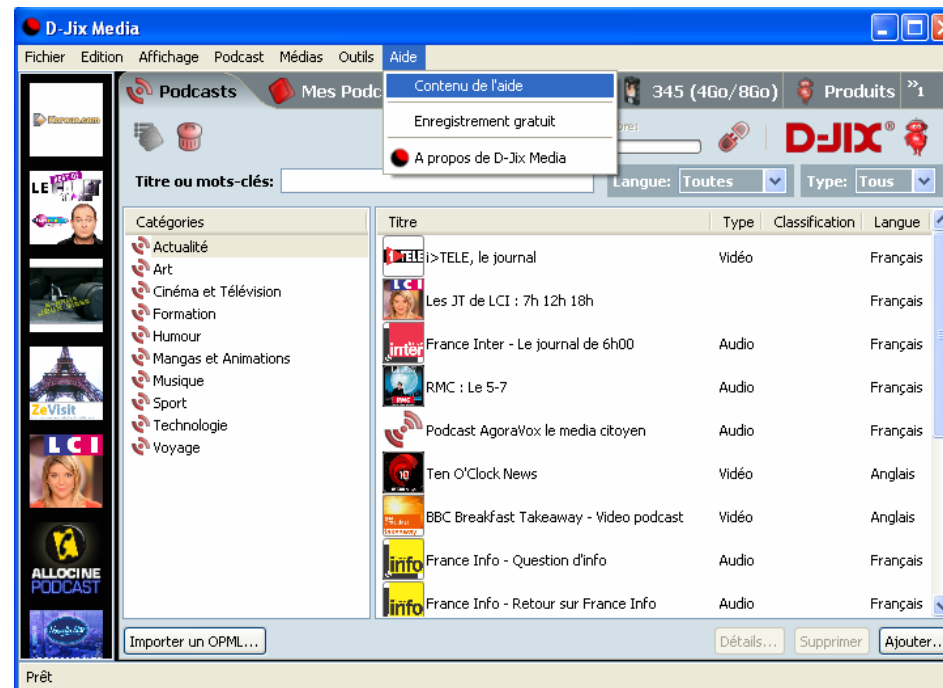 D-Jix Media
Fichier Edition Affichage Podcast Médias Outils Aide
Podcasts Mes Podc 345 (4Go/8Go) Produits »1
Contenu de l'aide
Enregistrement gratuit
A propos de D-Jix Media
D-JIX®
Titre ou mots-clés: Langue: Toutes Type: Tous
Catégories
Actualité
Art
Cinéma et Télévision
Formation
Humour
Mangas et Animations
Musique
Sport
Technologie
Voyage
Titre Type Classification Langue
i>TELE, le journal Vidéo Français
Les JT de LCI : 7h 12h 18h Français
France Inter - Le journal de 6h00 Audio Français
RMC : Le 5-7 Audio Français
Podcast AgoraVox le media citoyen Audio Français
Ten O'Clock News Vidéo Anglais
BBC Breakfast Takeaway - Video podcast Vidéo Anglais
France Info - Question d'info Audio Français
France Info - Retour sur France Info Audio Français
ZeVisit
LCI
ALLOCINE
PODCAST
Importer un OPML... Détails... Supprimer Ajouter..
Prêt